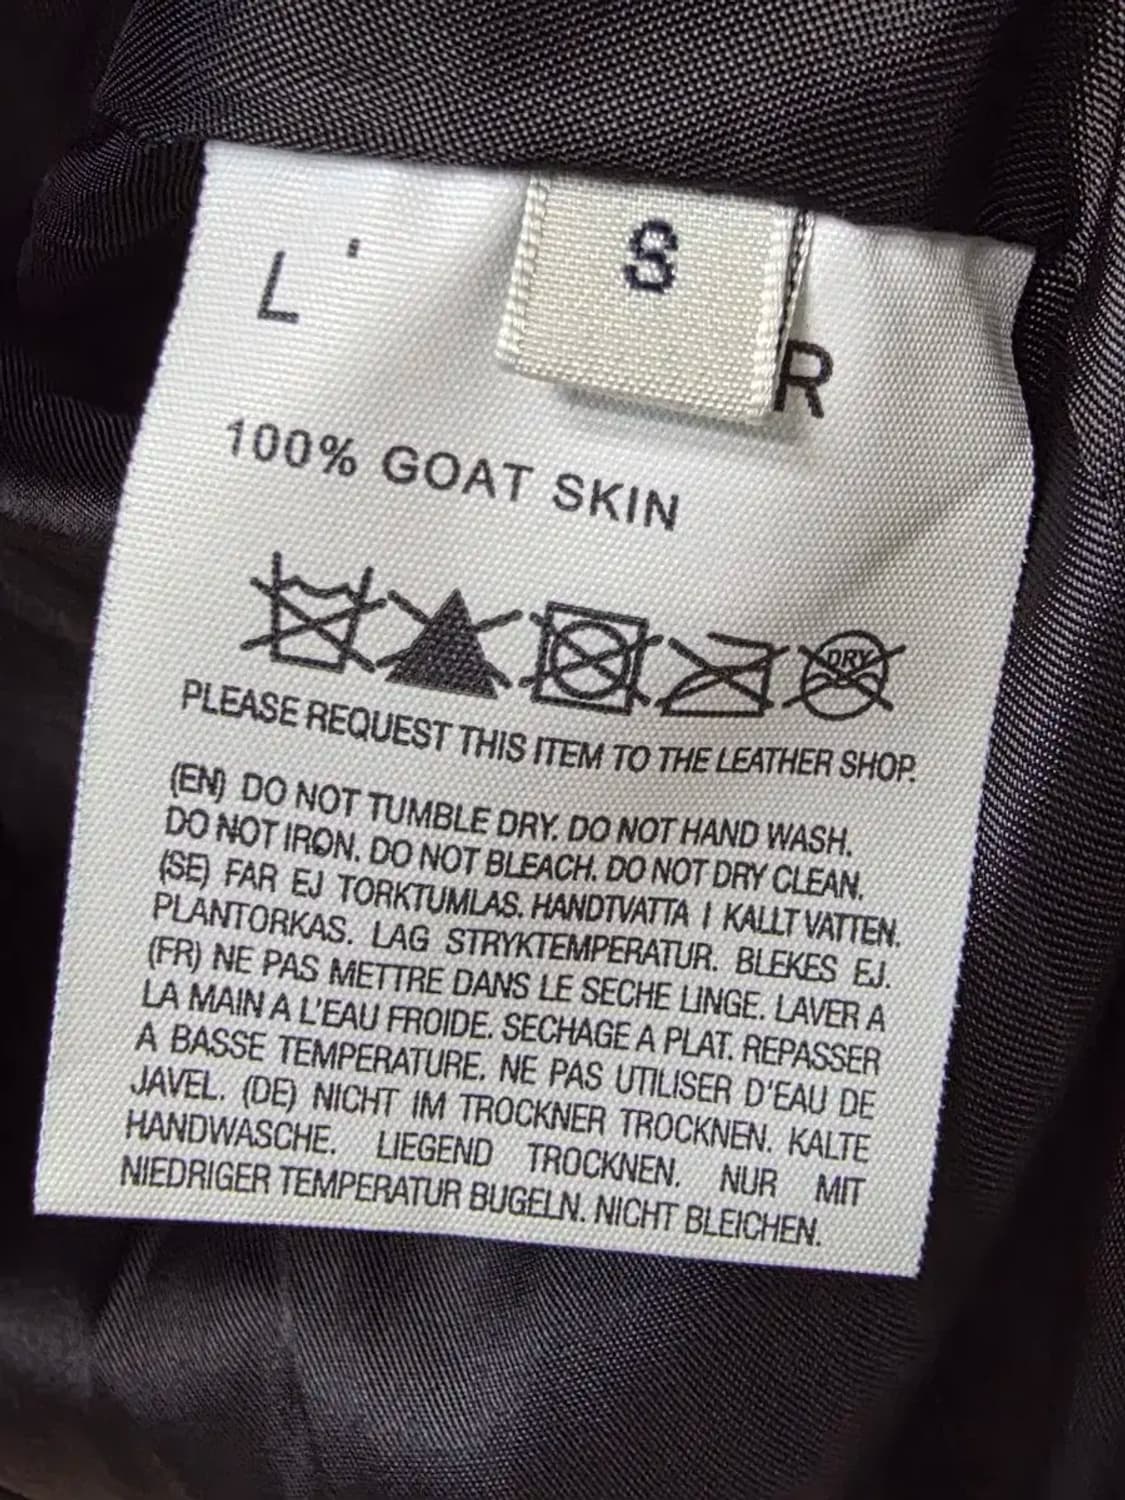 S
100% GOAT SKIN
DRY
PLEASE REQUEST THIS ITEM TO THE LEATHER SHOP.
(EN) DO NOT TUMBLE DRY. DO NOT HAND WASH.
DO NOT IRON. DO NOT BLEACH. DO NOT DRY CLEAN.
(SE) FAR EJ TORKTUMLAS. HANDTVATTA I KALLT VATTEN.
PLANTORKAS. LAG STRYKTEMPERATUR. BLEKES EJ.
(FR) NE PAS METTRE DANS LE SECHE LINGE. LAVER A
LA MAIN A L'EAU FROIDE. SECHAGE A PLAT. REPASSER
A BASSE TEMPERATURE. NE PAS UTILISER D'EAU DE
JAVEL. (DE) NICHT IM TROCKNER TROCKNEN. KALTE
HANDWASCHE. LIEGEND TROCKNEN. NUR MIT
NIEDRIGER TEMPERATUR BUGELN. NICHT BLEICHEN.